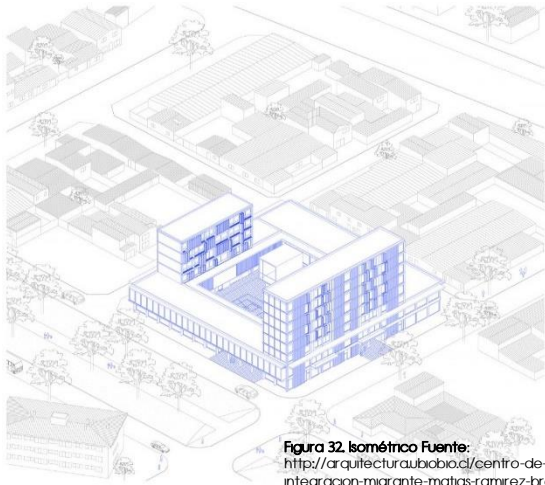 Figura 32. Isométrico Fuente:
http://arquitectura.ubiobio.cl/centro-de-
integracion-migrante-matias-ramirez-br